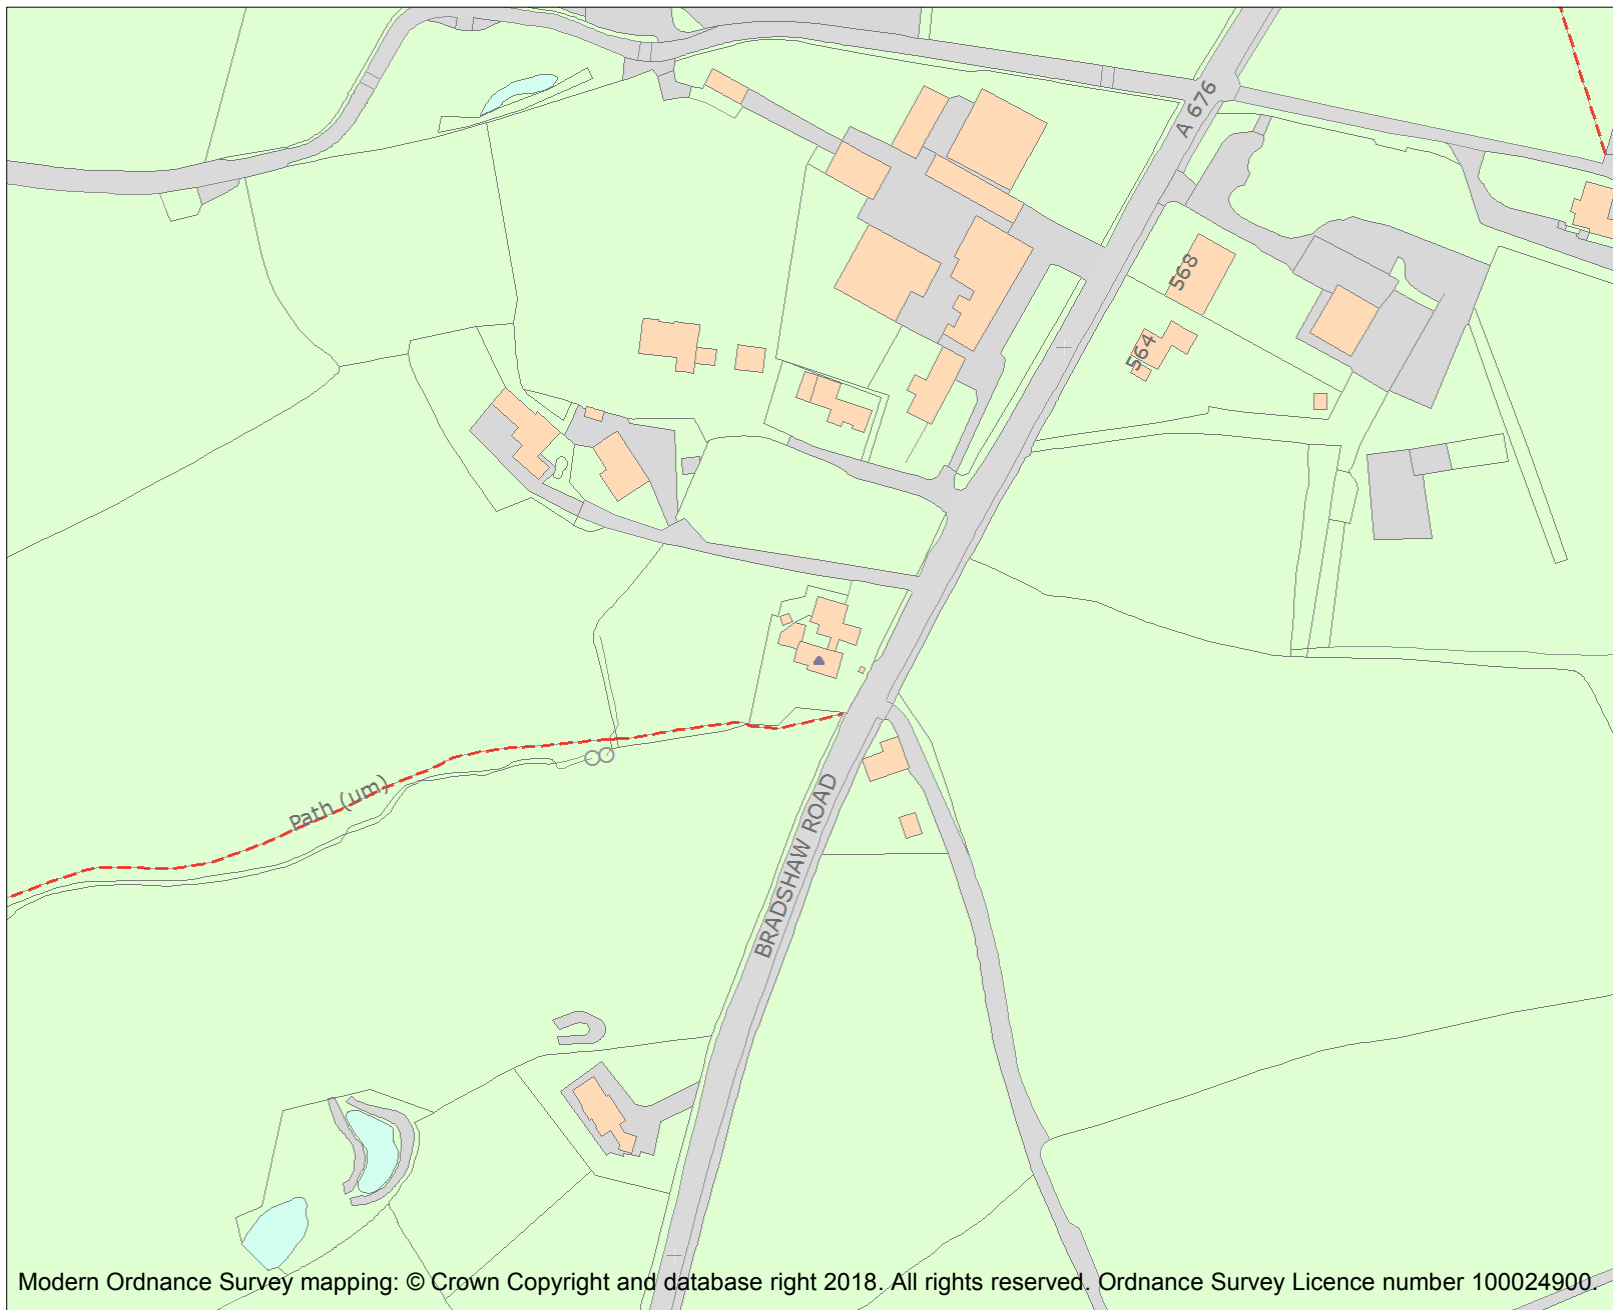 A 676
568
564
Path (um)
BRADSHAW ROAD
Modern Ordnance Survey mapping: © Crown Copyright and database right 2018. All rights reserved. Ordnance Survey Licence number 100024900.